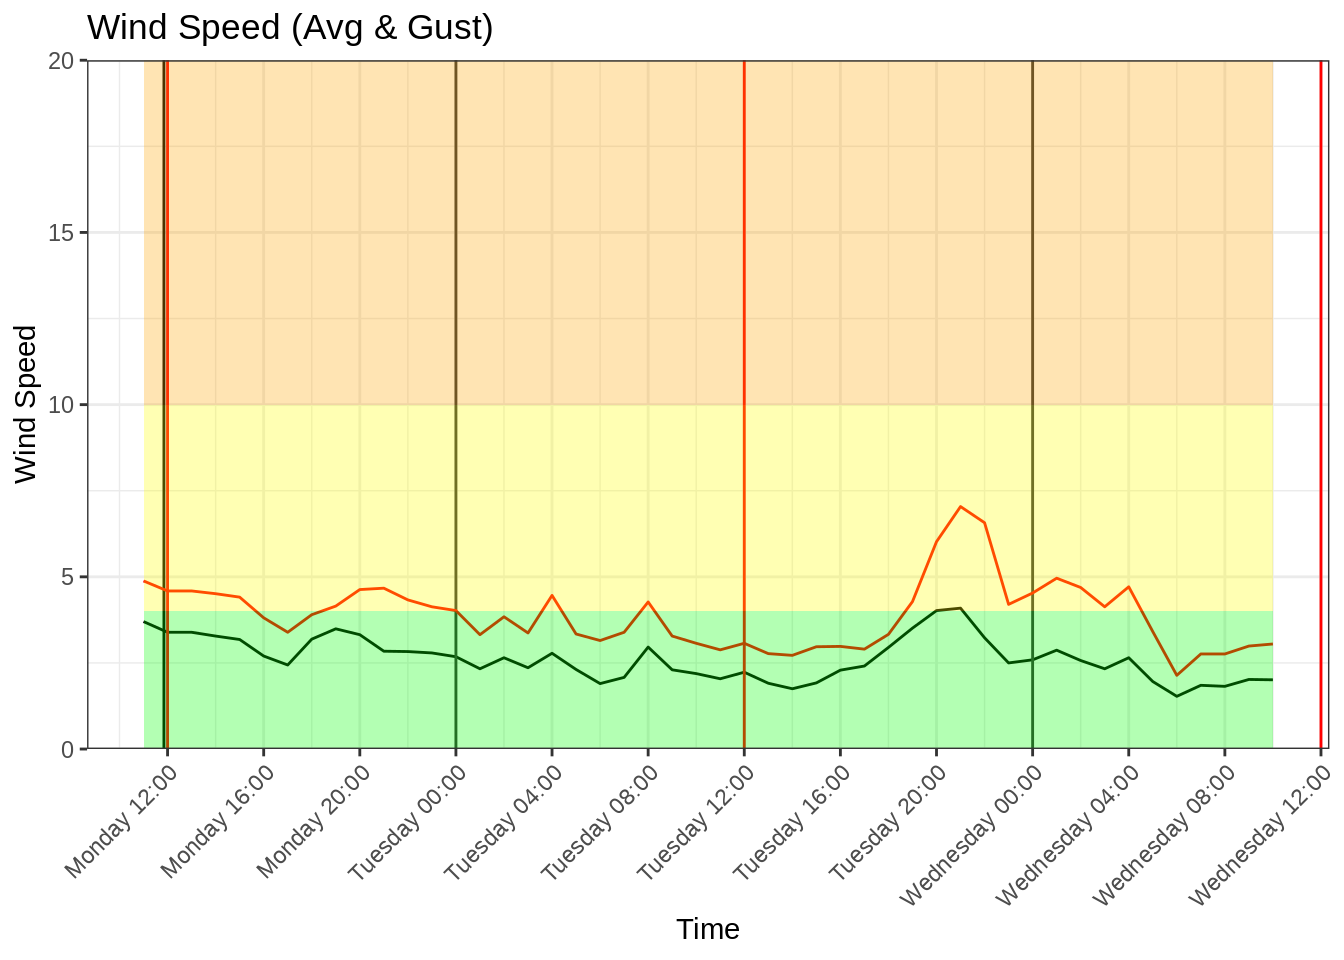 Wind Speed (Avg & Gust)
20
15
10
5
0
Wind Speed
Monday 12:00
Monday 16:00
Monday 20:00
Tuesday 00:00
Tuesday 04:00
Tuesday 08:00
Tuesday 12:00
Tuesday 16:00
Tuesday 20:00
Wednesday 00:00
Wednesday 04:00
Wednesday 08:00
Wednesday 12:00
Time